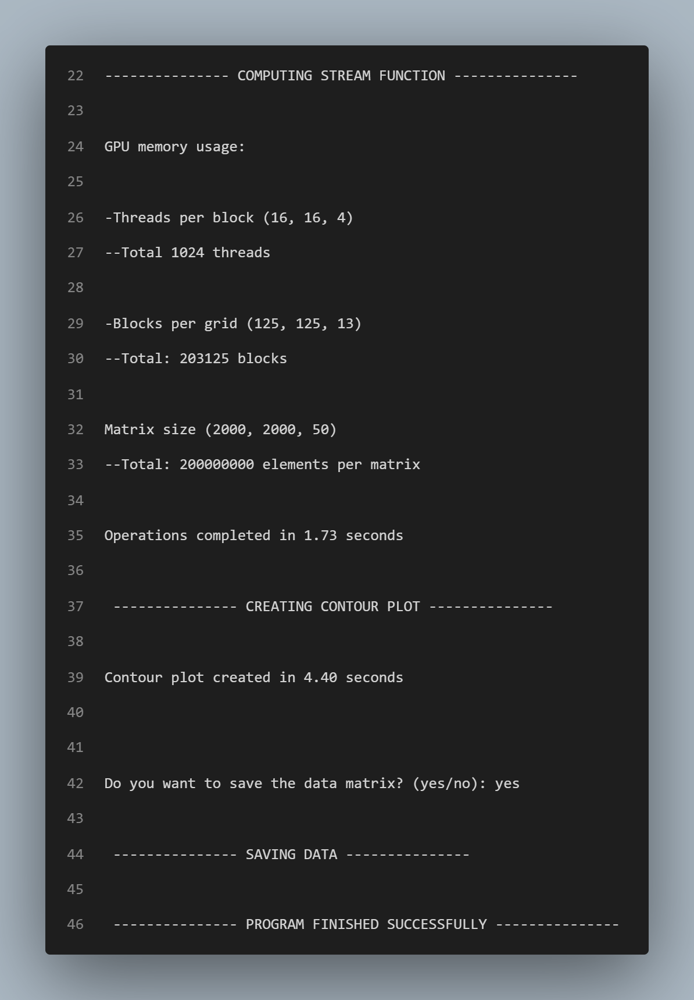 22 --------------- COMPUTING STREAM FUNCTION ---------------
23
24 GPU memory usage:
25
26 -Threads per block (16, 16, 4)
27 --Total 1024 threads
28
29 -Blocks per grid (125, 125, 13)
30 --Total: 203125 blocks
31
32 Matrix size (2000, 2000, 50)
33 --Total: 200000000 elements per matrix
34
35 Operations completed in 1.73 seconds
36
37  --------------- CREATING CONTOUR PLOT ---------------
38
39 Contour plot created in 4.40 seconds
40
41
42 Do you want to save the data matrix? (yes/no): yes
43
44  --------------- SAVING DATA ---------------
45
46  --------------- PROGRAM FINISHED SUCCESSFULLY ---------------